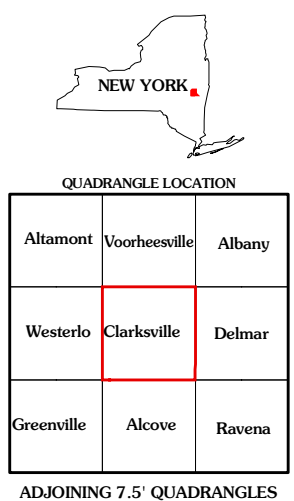 NEW YORK
QUADRANGLE LOCATION
Altamont Voorheesville Albany
Westerlo Clarksville Delmar
Greenville Alcove Ravena
ADJOINING 7.5' QUADRANGLES